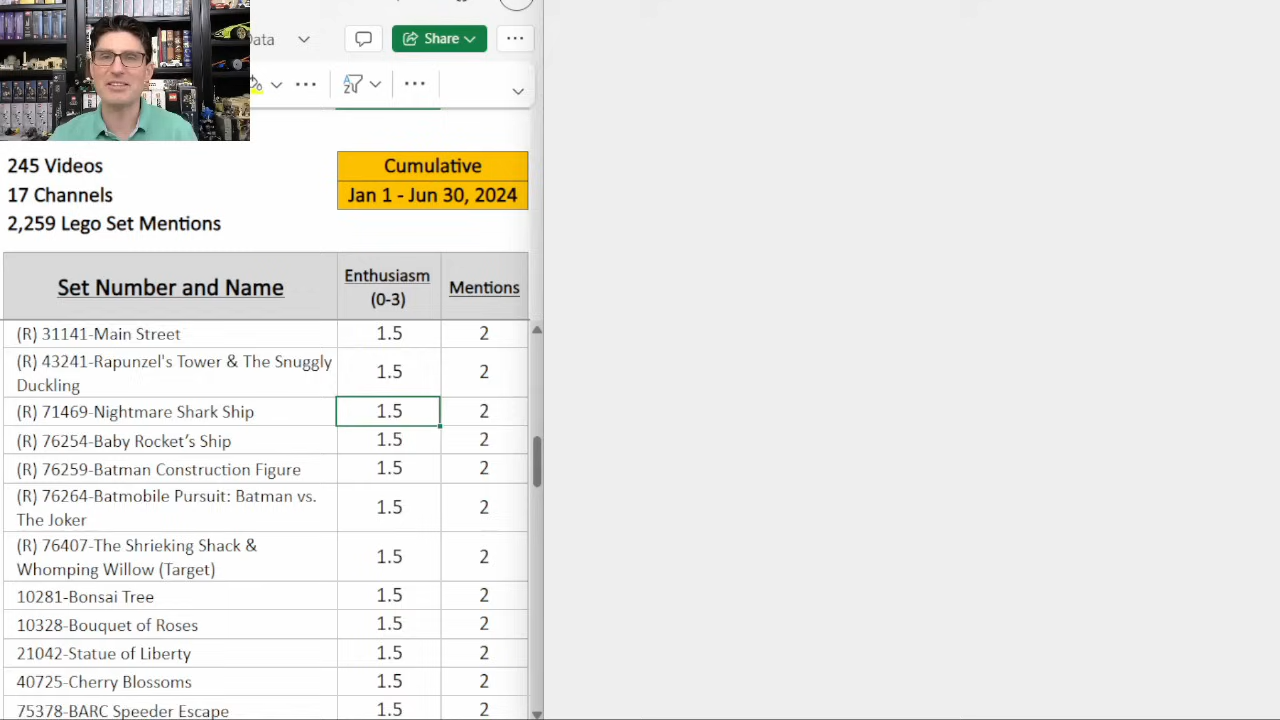 Data
Share
245 Videos
17 Channels
2,259 Lego Set Mentions
Cumulative
Jan 1 - Jun 30, 2024
Set Number and Name
Enthusiasm
(0-3)
Mentions
(R) 31141-Main Street 1.5 2
(R) 43241-Rapunzel's Tower & The Snuggly
Duckling 1.5 2
(R) 71469-Nightmare Shark Ship 1.5 2
(R) 76254-Baby Rocket’s Ship 1.5 2
(R) 76259-Batman Construction Figure 1.5 2
(R) 76264-Batmobile Pursuit: Batman vs.
The Joker 1.5 2
(R) 76407-The Shrieking Shack &
Whomping Willow (Target) 1.5 2
10281-Bonsai Tree 1.5 2
10328-Bouquet of Roses 1.5 2
21042-Statue of Liberty 1.5 2
40725-Cherry Blossoms 1.5 2
75378-BARC Speeder Escape 1.5 2